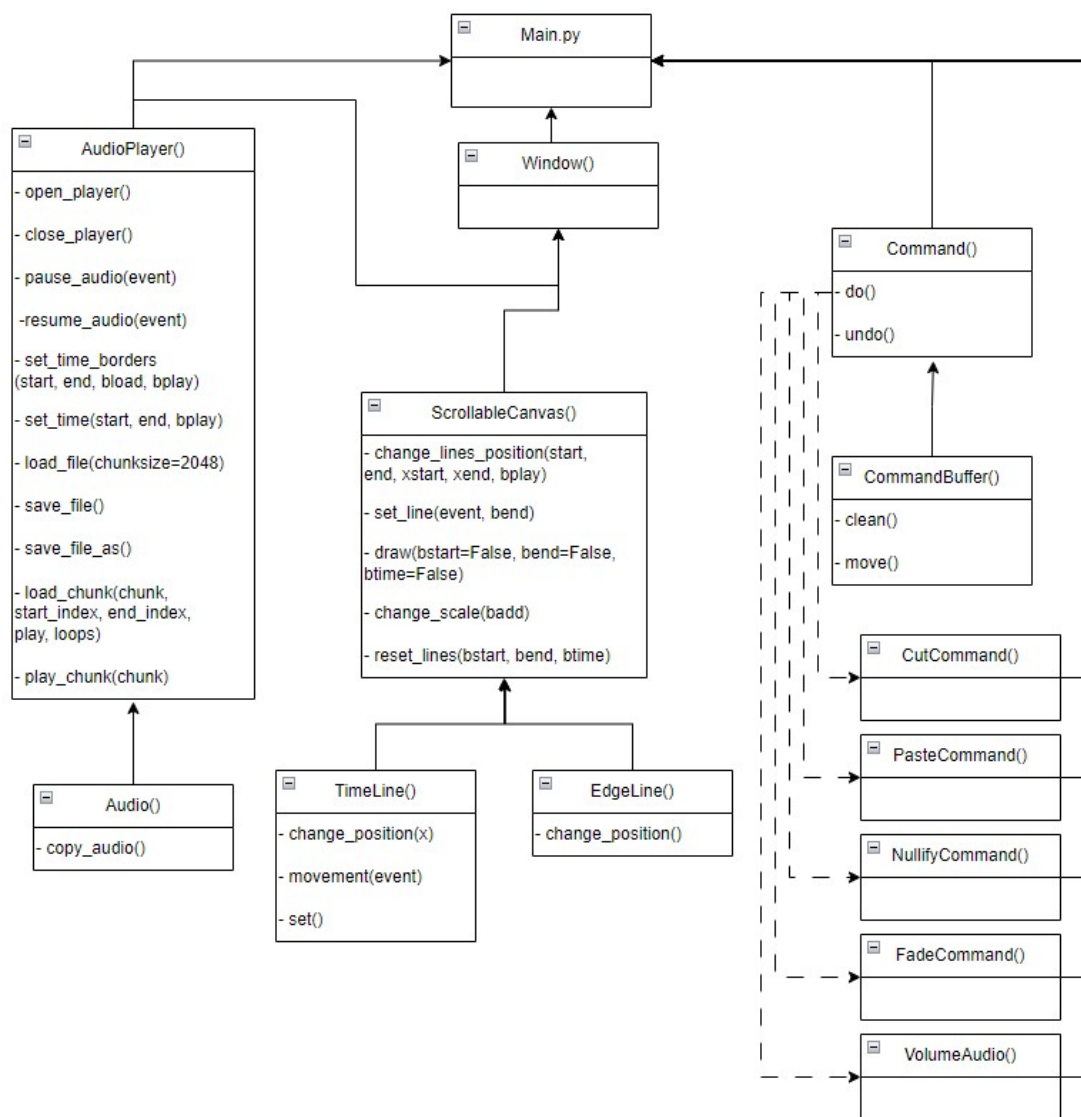 Main.py
AudioPlayer()
- open_player()
- close_player()
- pause_audio(event)
-resume_audio(event)
- set_time_borders
(start, end, bload, bplay)
- set_time(start, end, bplay)
- load_file(chunksize=2048)
- save_file()
- save_file_as()
- load_chunk(chunk,
start_index, end_index,
play, loops)
- play_chunk(chunk)
Audio()
- copy_audio()
Window()
ScrollableCanvas()
- change_lines_position(start,
end, xstart, xend, bplay)
- set_line(event, bend)
- draw(bstart=False, bend=False,
btime=False)
- change_scale(badd)
- reset_lines(bstart, bend, btime)
TimeLine()
- change_position(x)
- movement(event)
- set()
EdgeLine()
- change_position()
Command()
- do()
- undo()
CommandBuffer()
- clean()
- move()
CutCommand()
PasteCommand()
NullifyCommand()
FadeCommand()
VolumeAudio()